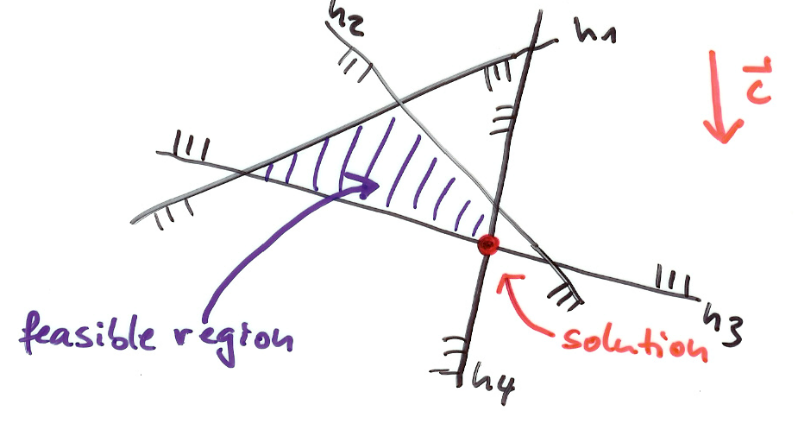 h2
h1
c
feasible region
solution
h3
h4